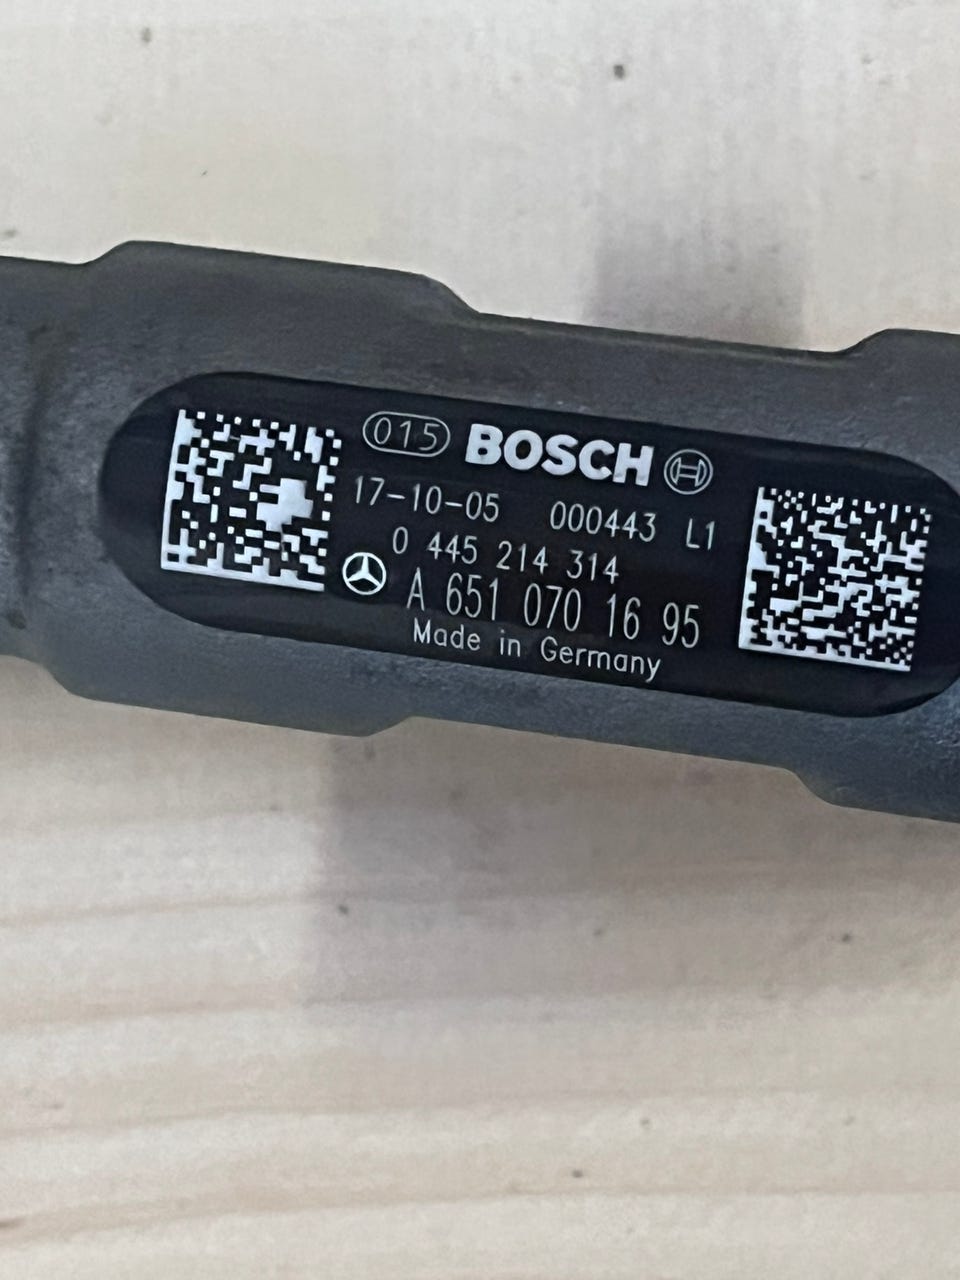 015 BOSCH
17-10-05 000443 L1
0 445 214 314
A 651 070 16 95
Made in Germany